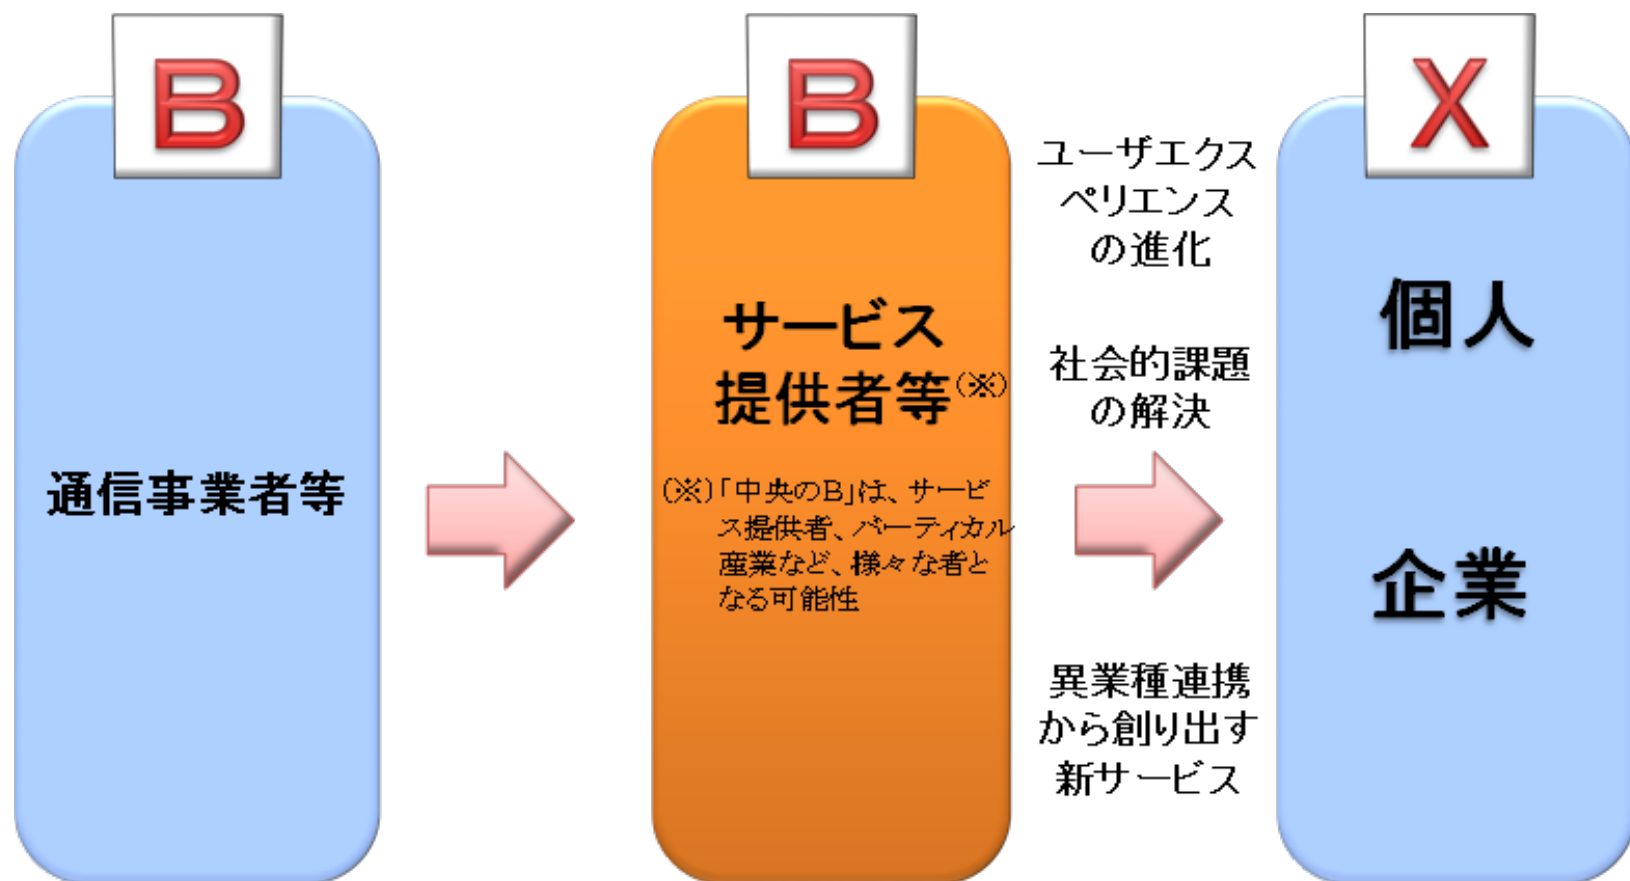 B
通信事業者等
B
サービス
提供者等(※)
(※)「中央のB」は、サービ
ス提供者、バーティカル
産業など、様々な者と
なる可能性
ユーザエクス
ペリエンス
の進化
社会的課題
の解決
異業種連携
から創り出す
新サービス
X
個人
企業